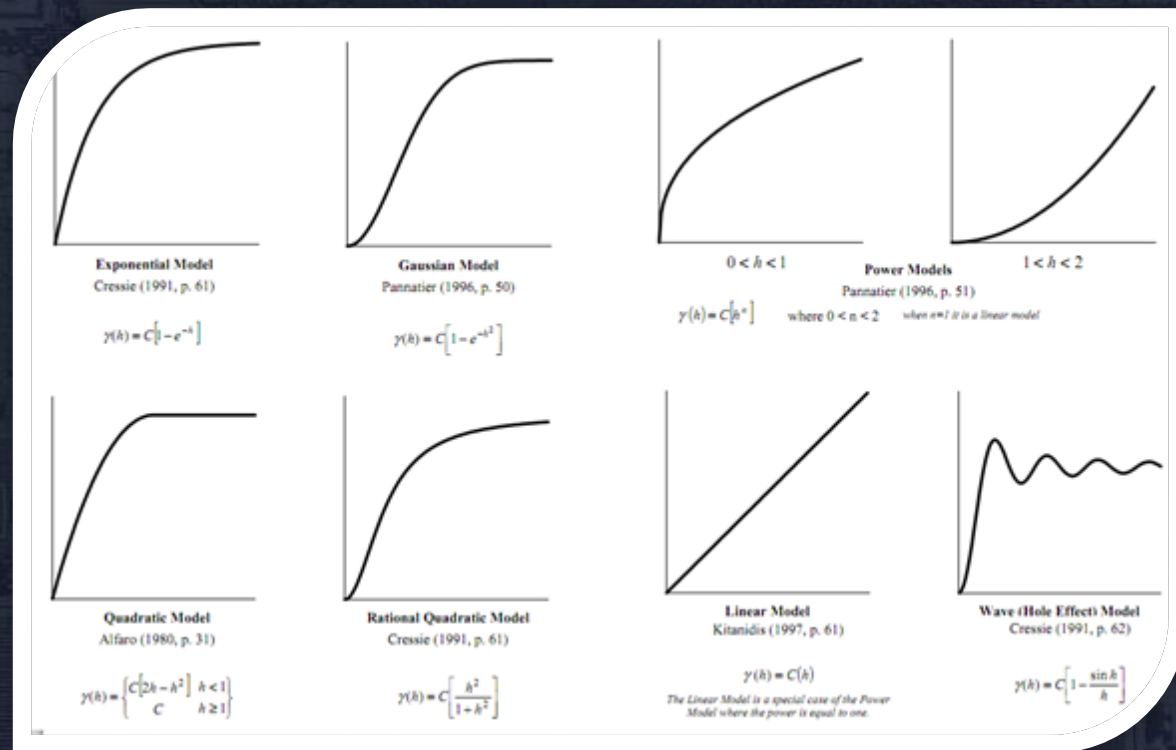 Exponential Model
Cressie (1991, p. 61)
γ(h) = C[1 − e^−h]
Gaussian Model
Pannatier (1996, p. 50)
γ(h) = C[1 − e^−h²]
0 < h < 1
1 < h < 2
Power Models
Pannatier (1996, p. 51)
γ(h) = C[hⁿ] where 0 < n < 2 when n=1 it is a linear model
Quadratic Model
Alfaro (1980, p. 31)
γ(h) = {C[2h − h²] h < 1
C h ≥ 1}
Rational Quadratic Model
Cressie (1991, p. 61)
γ(h) = C[h² / 1 + h²]
Linear Model
Kitanidis (1997, p. 61)
γ(h) = C(h)
The Linear Model is a special case of the Power
Model where the power is equal to one.
Wave (Hole Effect) Model
Cressie (1991, p. 62)
γ(h) = C[1 − sin h / h]